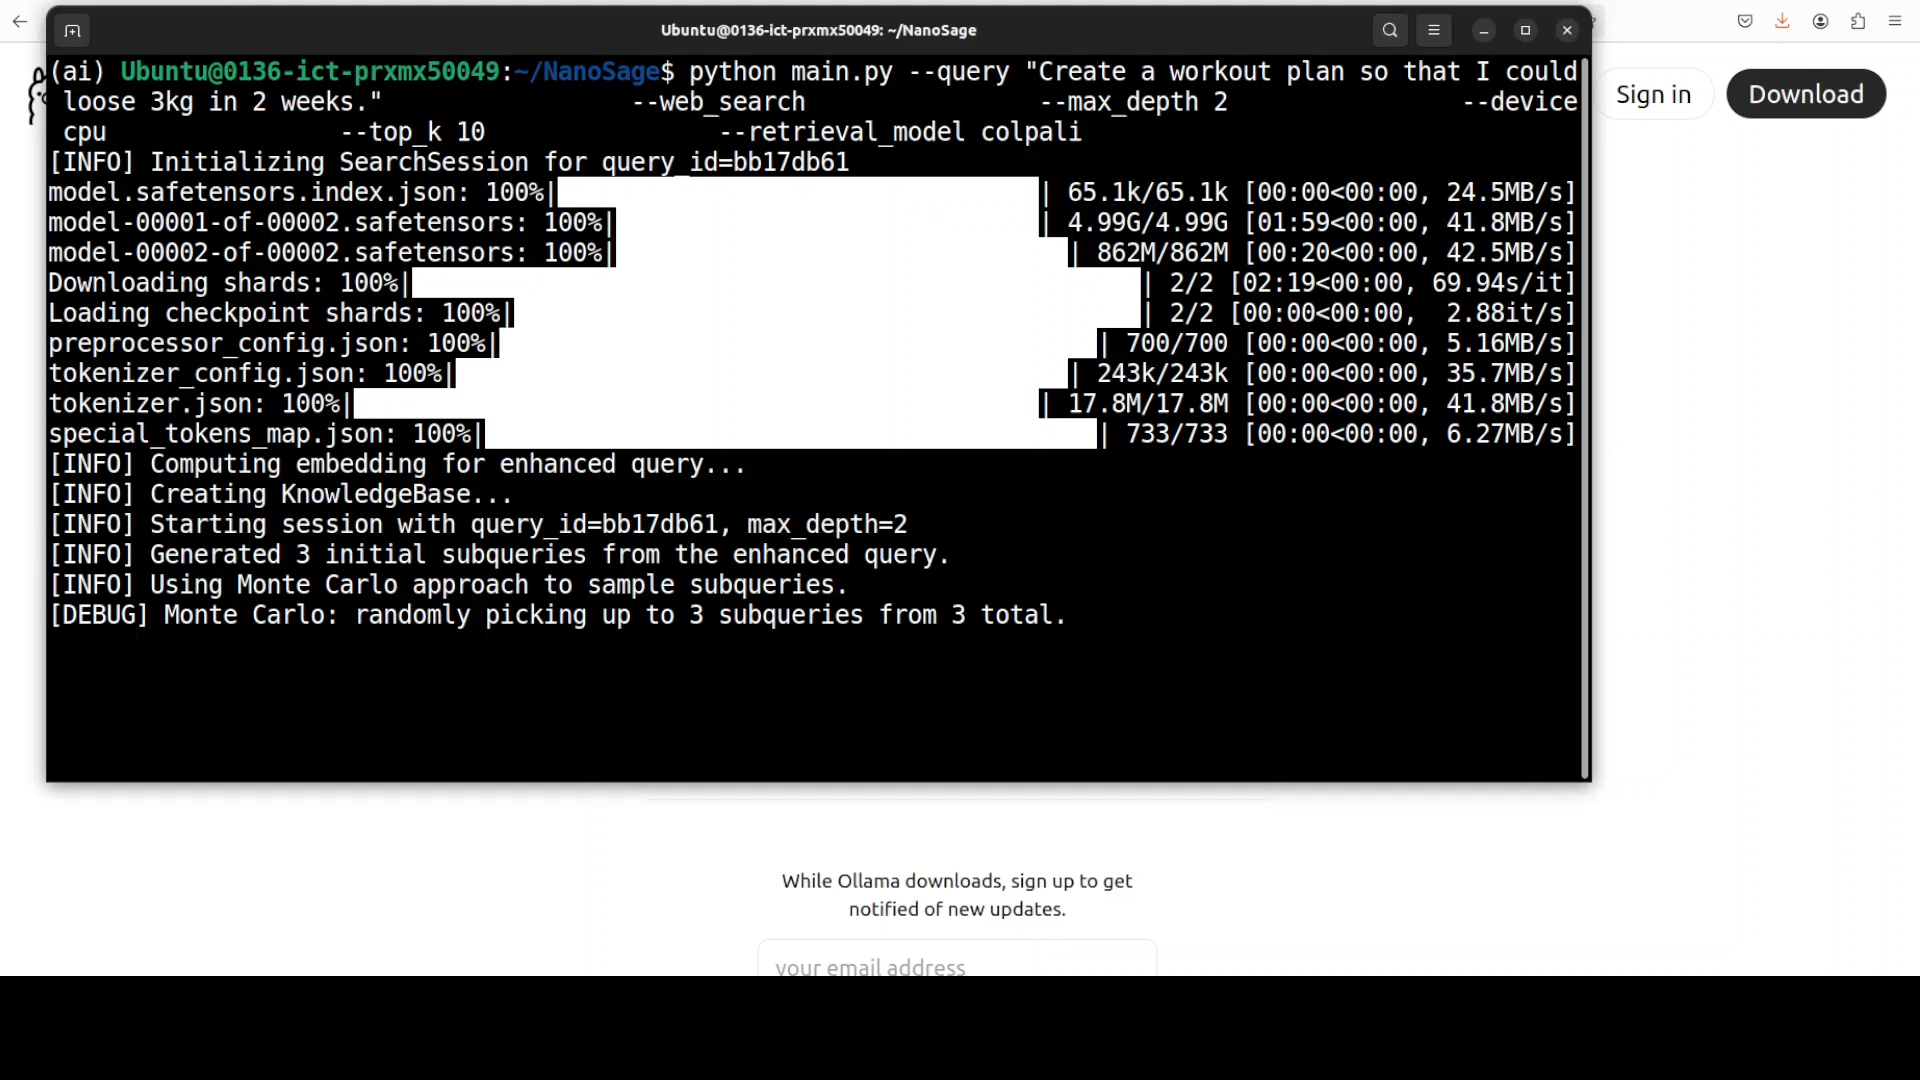 Ubuntu@0136-ict-prxmx50049: ~/NanoSage
(ai) Ubuntu@0136-ict-prxmx50049:~/NanoSage$ python main.py --query "Create a workout plan so that I could
loose 3kg in 2 weeks." --web_search --max_depth 2 --device
cpu --top_k 10 --retrieval_model colpali
[INFO] Initializing SearchSession for query_id=bb17db61
model.safetensors.index.json: 100%| | 65.1k/65.1k [00:00<00:00, 24.5MB/s]
model-00001-of-00002.safetensors: 100%| | 4.99G/4.99G [01:59<00:00, 41.8MB/s]
model-00002-of-00002.safetensors: 100%| | 862M/862M [00:20<00:00, 42.5MB/s]
Downloading shards: 100%| | 2/2 [02:19<00:00, 69.94s/it]
Loading checkpoint shards: 100%| | 2/2 [00:00<00:00, 2.88it/s]
preprocessor_config.json: 100%| | 700/700 [00:00<00:00, 5.16MB/s]
tokenizer_config.json: 100%| | 243k/243k [00:00<00:00, 35.7MB/s]
tokenizer.json: 100%| | 17.8M/17.8M [00:00<00:00, 41.8MB/s]
special_tokens_map.json: 100%| | 733/733 [00:00<00:00, 6.27MB/s]
[INFO] Computing embedding for enhanced query...
[INFO] Creating KnowledgeBase...
[INFO] Starting session with query_id=bb17db61, max_depth=2
[INFO] Generated 3 initial subqueries from the enhanced query.
[INFO] Using Monte Carlo approach to sample subqueries.
[DEBUG] Monte Carlo: randomly picking up to 3 subqueries from 3 total.
Sign in
Download
While Ollama downloads, sign up to get
notified of new updates.
your email address